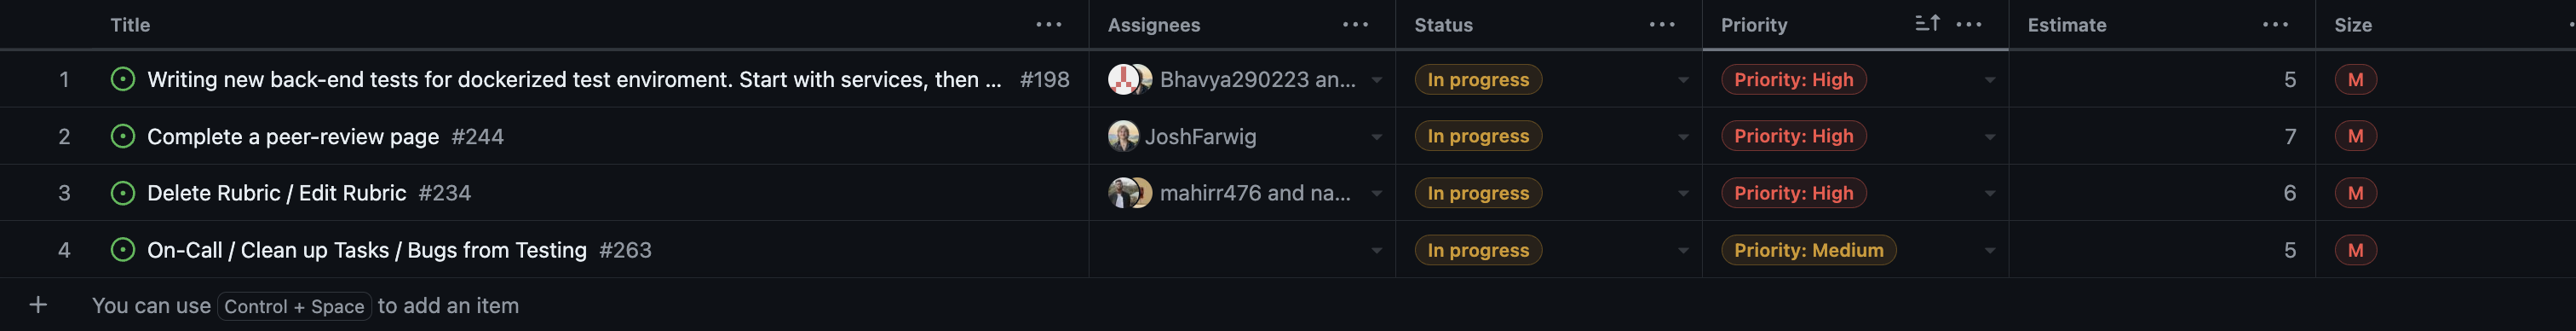 Title ... Assignees ... Status ... Priority ... Estimate ... Size
1 Writing new back-end tests for dockerized test enviroment. Start with services, then ... #198 Bhavya290223 an... In progress Priority: High 5 M
2 Complete a peer-review page #244 JoshFarwig In progress Priority: High 7 M
3 Delete Rubric / Edit Rubric #234 mahirr476 and na... In progress Priority: High 6 M
4 On-Call / Clean up Tasks / Bugs from Testing #263 In progress Priority: Medium 5 M
+ You can use Control + Space to add an item